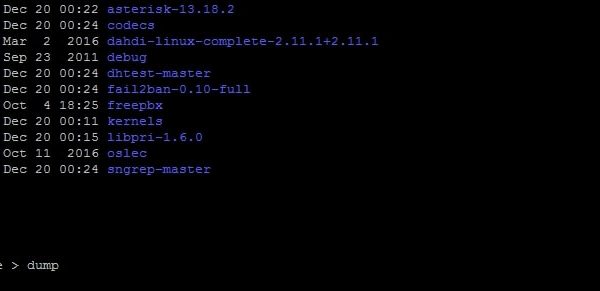 Dec 20 00:22 asterisk-13.18.2
Dec 20 00:24 codecs
Mar  2  2016 dahdi-linux-complete-2.11.1+2.11.1
Sep 23  2011 debug
Dec 20 00:24 dhtest-master
Dec 20 00:24 fail2ban-0.10-full
Oct  4 18:25 freepbx
Dec 20 00:11 kernels
Dec 20 00:15 libpri-1.6.0
Oct 11  2016 oslec
Dec 20 00:24 sngrep-master
e > dump